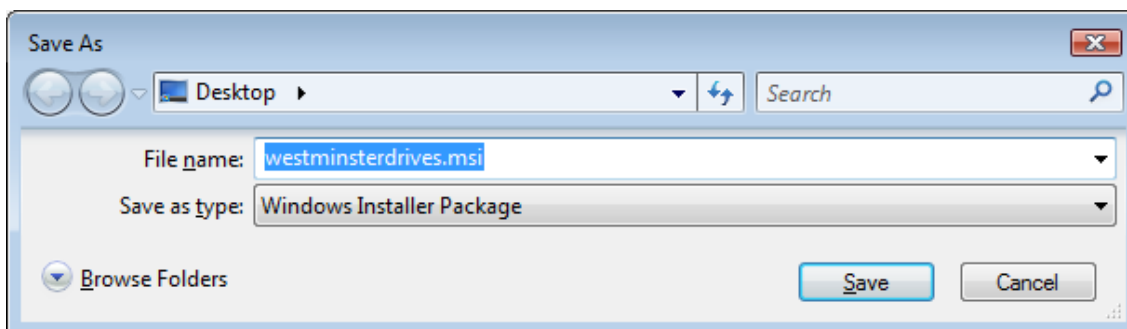 Save As
Desktop
Search
File name: westminsterdrives.msi
Save as type: Windows Installer Package
Browse Folders
Save
Cancel